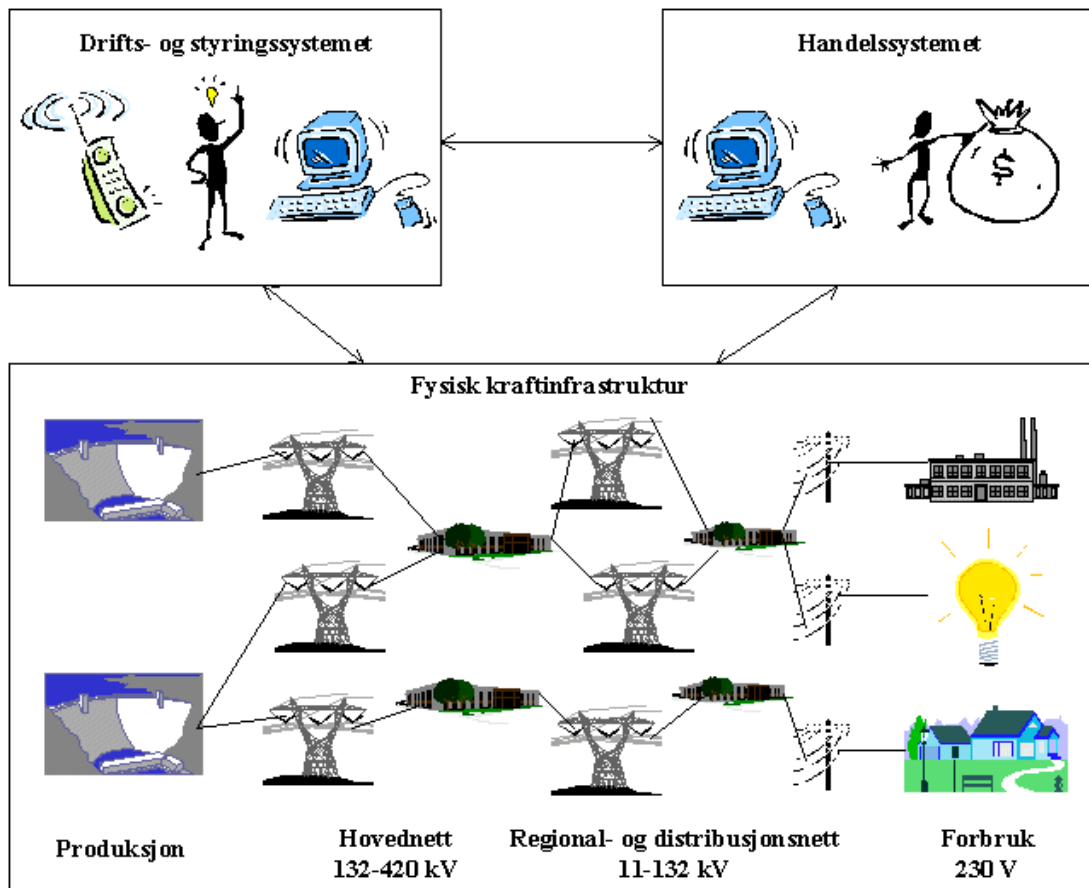 Drifts- og styringssystemet
Handelssystemet
$
Fysisk kraftinfrastruktur
Produksjon
Hovednett
132-420 kV
Regional- og distribusjonsnett
11-132 kV
Forbruk
230 V